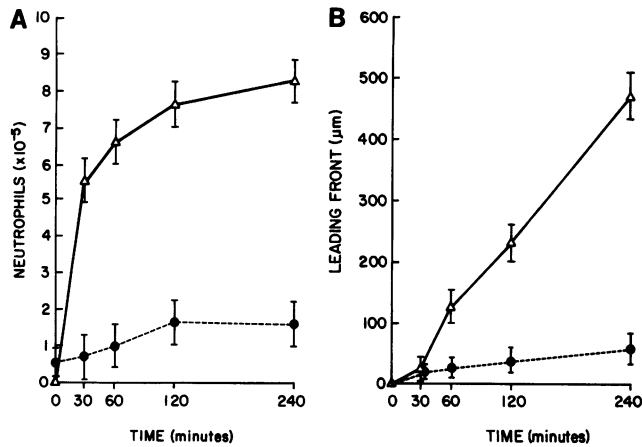 A
NEUTROPHILS (x10⁻⁵)
10
9
8
7
6
5
4
3
2
1
0
0 30 60 120 240
TIME (minutes)
B
LEADING FRONT (µm)
600
500
400
300
200
100
0
0 30 60 120 240
TIME (minutes)